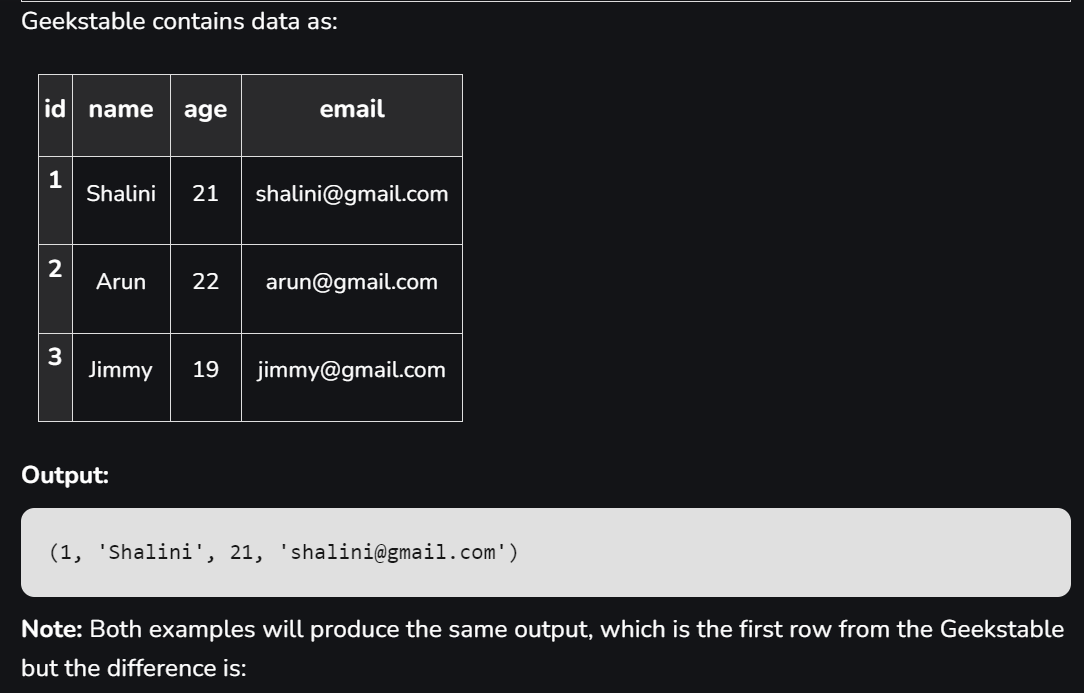 Geekstable contains data as:
id name age email
1 Shalini 21 shalini@gmail.com
2 Arun 22 arun@gmail.com
3 Jimmy 19 jimmy@gmail.com
Output:
(1, 'Shalini', 21, 'shalini@gmail.com')
Note: Both examples will produce the same output, which is the first row from the Geekstable
but the difference is: